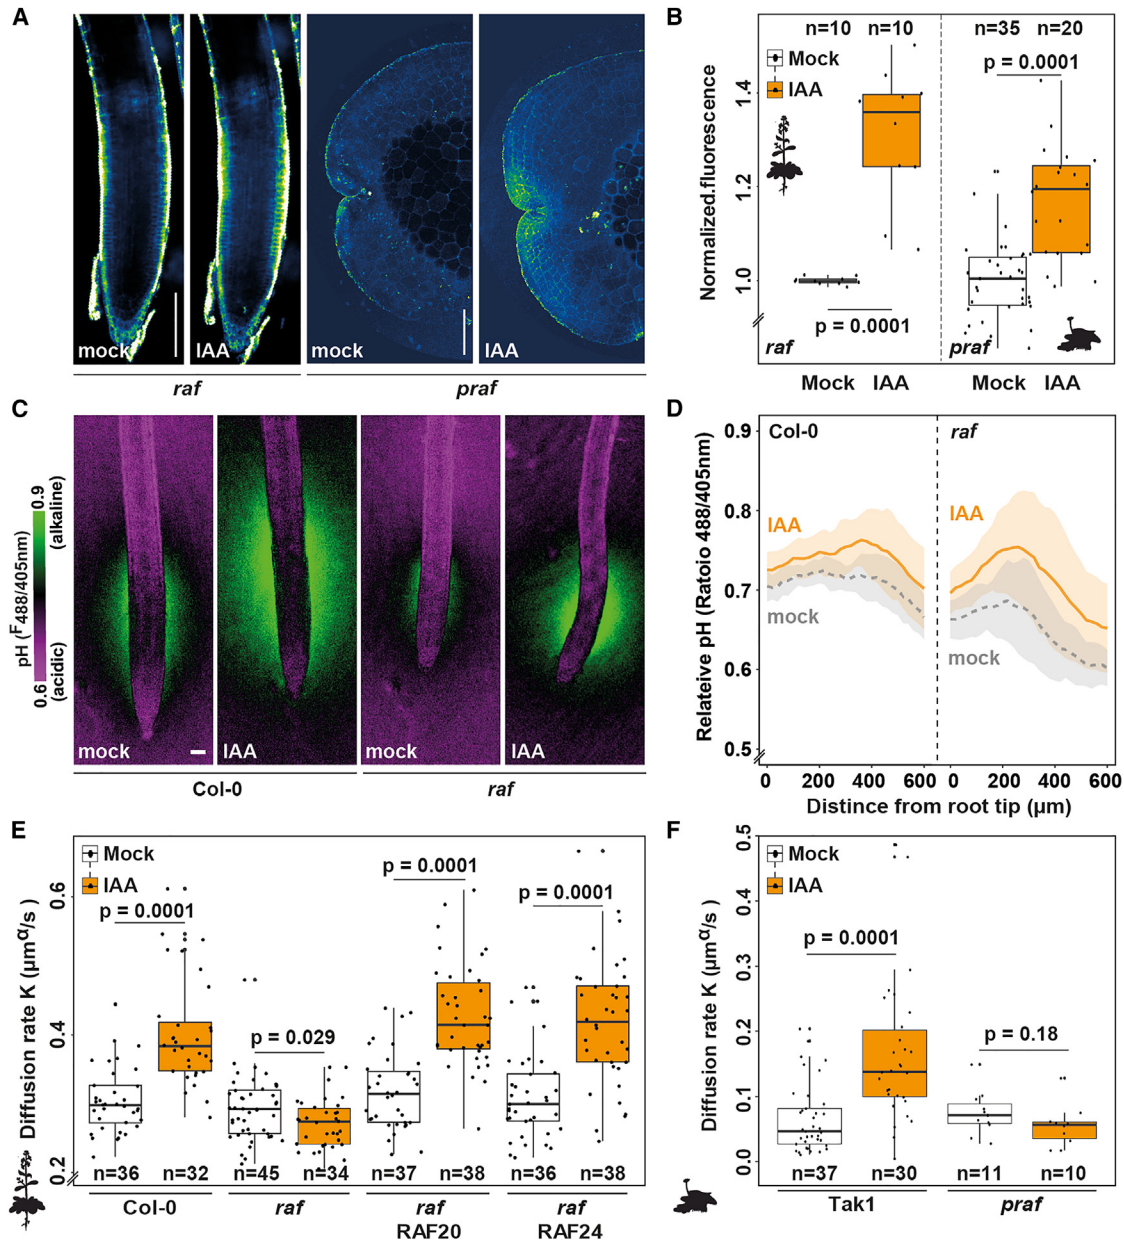 A
mock
IAA
mock
IAA
raf
praf
B
n=10 n=10 n=35 n=20
Mock
IAA
p = 0.0001
Normalized.fluorescence
1.4
1.2
1.0
p = 0.0001
raf
praf
Mock IAA Mock IAA
C
pH (F488/405nm)
0.6 0.9
(acidic) (alkaline)
mock
IAA
mock
IAA
Col-0
raf
D
Relateive pH (Ratoio 488/405nm)
0.9
0.8
0.7
0.6
0.5
Col-0
raf
IAA
mock
IAA
mock
0 200 400 600 0 200 400 600
Distince from root tip (µm)
E
Mock
IAA
Diffusion rate K (µmα/s)
0.6
0.4
0.2
p = 0.0001
p = 0.029
p = 0.0001
p = 0.0001
n=36 n=32 n=45 n=34 n=37 n=38 n=36 n=38
Col-0 raf raf raf
RAF20 RAF24
F
Mock
IAA
Diffusion rate K (µmα/s)
0.5
0.4
0.3
0.2
0.1
0.0
p = 0.0001
p = 0.18
n=37 n=30 n=11 n=10
Tak1 praf